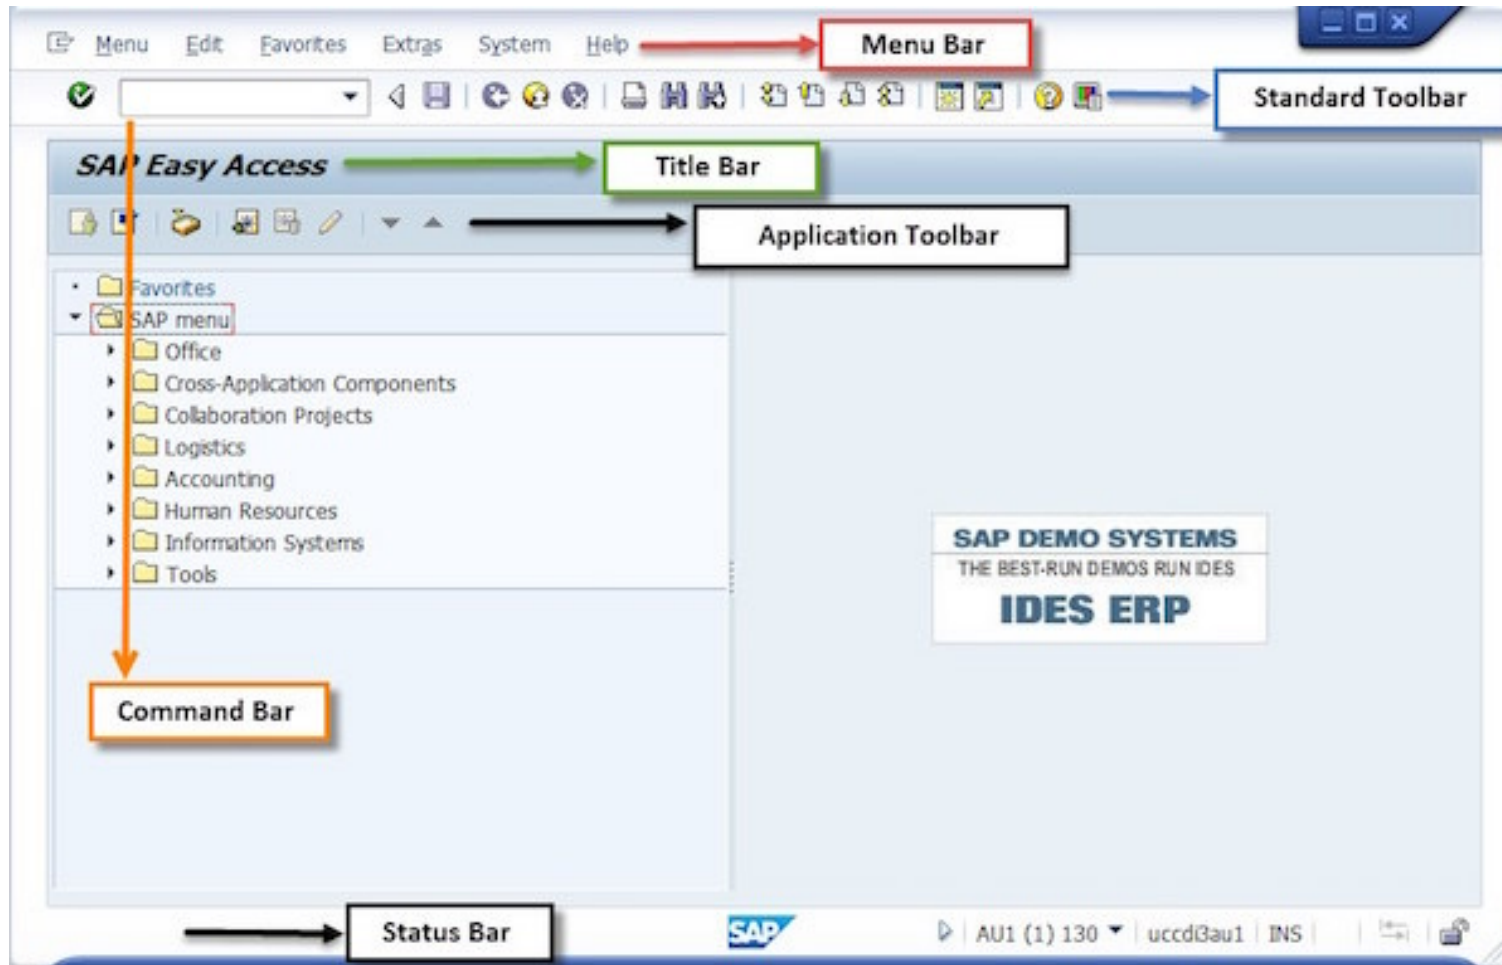 Menu Edit Favorites Extras System Help Menu Bar
Standard Toolbar
SAP Easy Access Title Bar
Application Toolbar
Favorites
SAP menu
Office
Cross-Application Components
Collaboration Projects
Logistics
Accounting
Human Resources
Information Systems
Tools
SAP DEMO SYSTEMS
THE BEST-RUN DEMOS RUN IDES
IDES ERP
Command Bar
Status Bar SAP AU1 (1) 130 uccdi3au1 INS